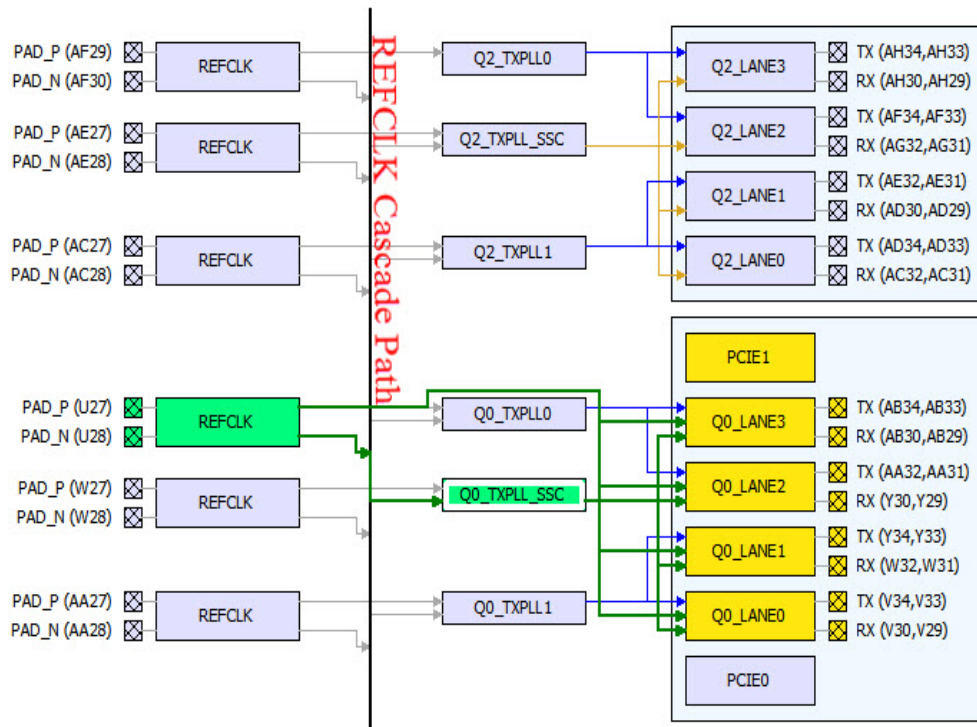 PAD_P (AF29)
PAD_N (AF30)
REFCLK
Q2_TXPLL0
Q2_LANE3
TX (AH34,AH33)
RX (AH30,AH29)
PAD_P (AE27)
PAD_N (AE28)
REFCLK
Q2_TXPLL_SSC
Q2_LANE2
TX (AF34,AF33)
RX (AG32,AG31)
Q2_LANE1
TX (AE32,AE31)
RX (AD30,AD29)
PAD_P (AC27)
PAD_N (AC28)
REFCLK
Q2_TXPLL1
Q2_LANE0
TX (AD34,AD33)
RX (AC32,AC31)
REFCLK Cascade Path
PCIE1
PAD_P (U27)
PAD_N (U28)
REFCLK
Q0_TXPLL0
Q0_LANE3
TX (AB34,AB33)
RX (AB30,AB29)
PAD_P (W27)
PAD_N (W28)
REFCLK
Q0_TXPLL_SSC
Q0_LANE2
TX (AA32,AA31)
RX (Y30,Y29)
Q0_LANE1
TX (Y34,Y33)
RX (W32,W31)
PAD_P (AA27)
PAD_N (AA28)
REFCLK
Q0_TXPLL1
Q0_LANE0
TX (V34,V33)
RX (V30,V29)
PCIE0